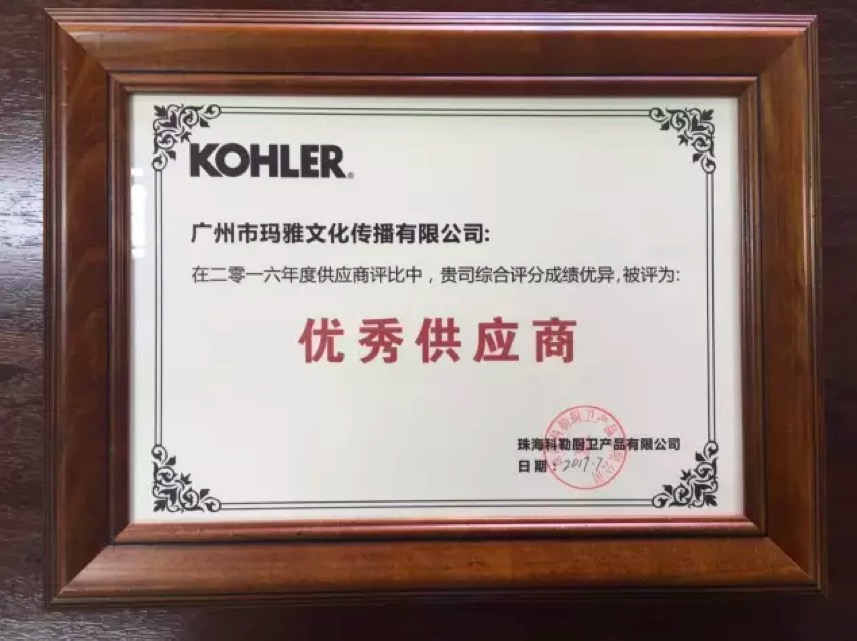 KOHLER®
广州市玛雅文化传播有限公司:
在二零一六年度供应商评比中，贵司综合评分成绩优异,被评为:
优秀供应商
珠海科勒厨卫产品有限公司
日期:2017.7